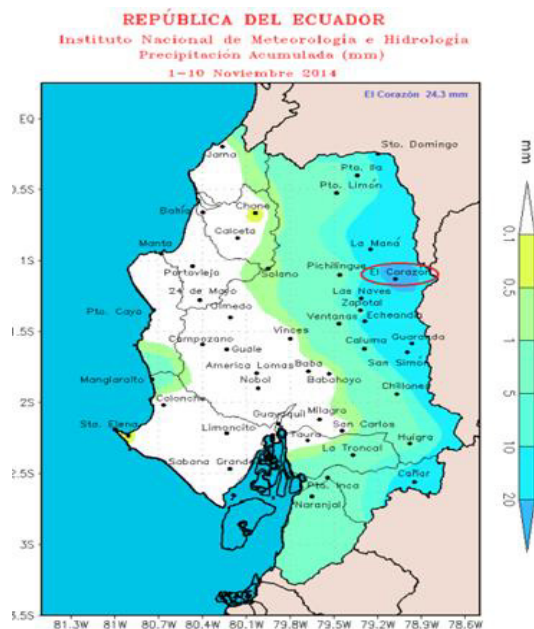 REPÚBLICA DEL ECUADOR
Instituto Nacional de Meteorología e Hidrología
Precipitación Acumulada (mm)
1-10 Noviembre 2014
El Corazón 24.3 mm
EQ
Jama
Sto. Domingo
Pto. Ila
0.5S
Pto. Limón
Bahía
Chone
Calceta
La Maná
Manta
1S
Portoviejo
Solano
Pichilingue
El Corazón
24 de Mayo
Las Naves
Olmedo
Zapotal
Pto. Cayo
Ventanas
Echeandia
1.5S
Campozano
Vinces
Guaranda
Guale
Caluma
San Simón
America Lomas
Baba
Manglaralto
Nobol
Babahoyo
Chillanes
2S
Colonche
Guayaquil
Milagro
Sta. Elena
Limoncito
Taura
San Carlos
Huigra
La Troncal
Sabana Grande
2.5S
Pto. Inca
Cañar
Naranjal
3S
3.5S
81.3W 81W 80.7W 80.4W 80.1W 79.8W 79.5W 79.2W 78.9W 78.6W
mm
0.1
0.5
1
5
10
20